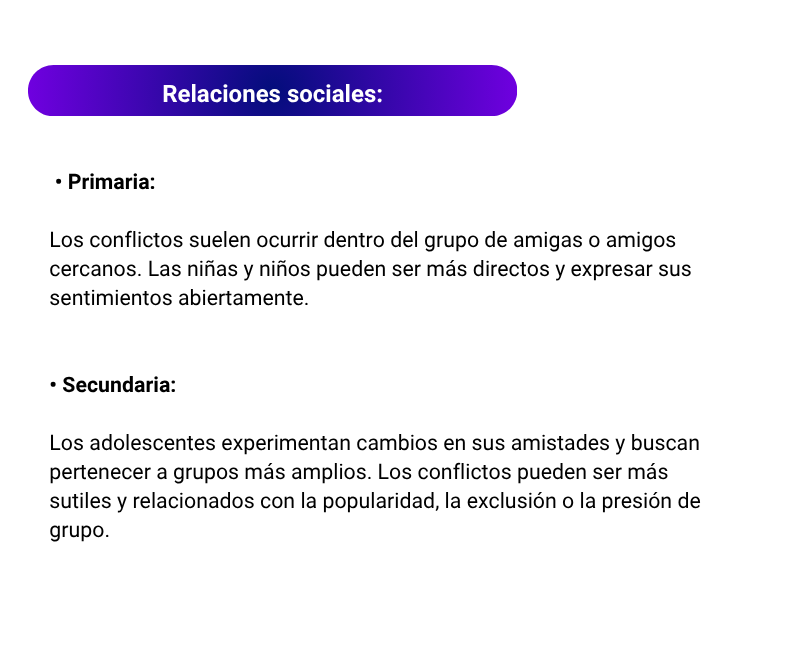 Relaciones sociales:
• Primaria:
Los conflictos suelen ocurrir dentro del grupo de amigas o amigos
cercanos. Las niñas y niños pueden ser más directos y expresar sus
sentimientos abiertamente.
• Secundaria:
Los adolescentes experimentan cambios en sus amistades y buscan
pertenecer a grupos más amplios. Los conflictos pueden ser más
sutiles y relacionados con la popularidad, la exclusión o la presión de
grupo.